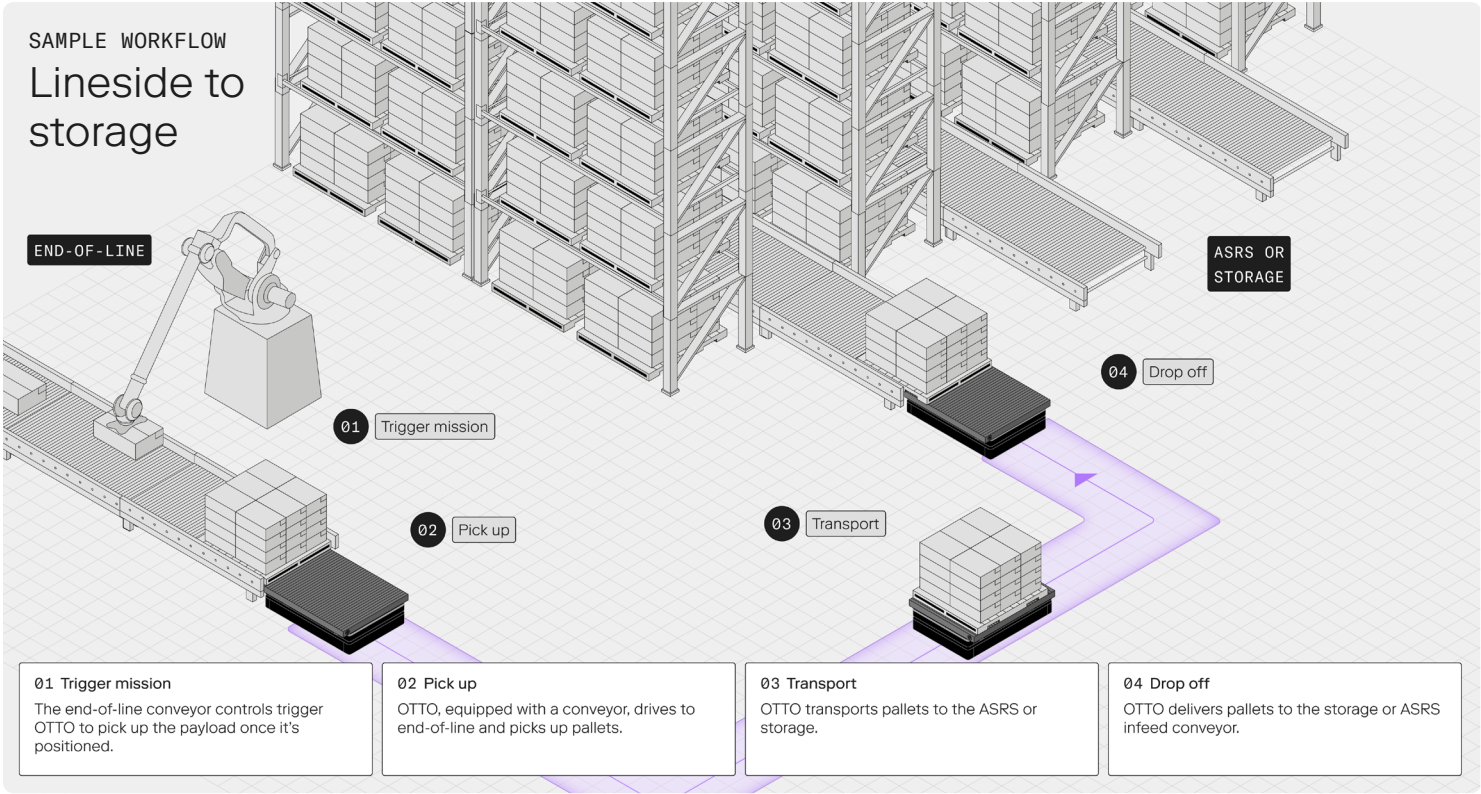 SAMPLE WORKFLOW
Lineside to
storage
END-OF-LINE
ASRS OR
STORAGE
04 Drop off
01 Trigger mission
02 Pick up
03 Transport
01 Trigger mission
The end-of-line conveyor controls trigger
OTTO to pick up the payload once it's
positioned.
02 Pick up
OTTO, equipped with a conveyor, drives to
end-of-line and picks up pallets.
03 Transport
OTTO transports pallets to the ASRS or
storage.
04 Drop off
OTTO delivers pallets to the storage or ASRS
infeed conveyor.